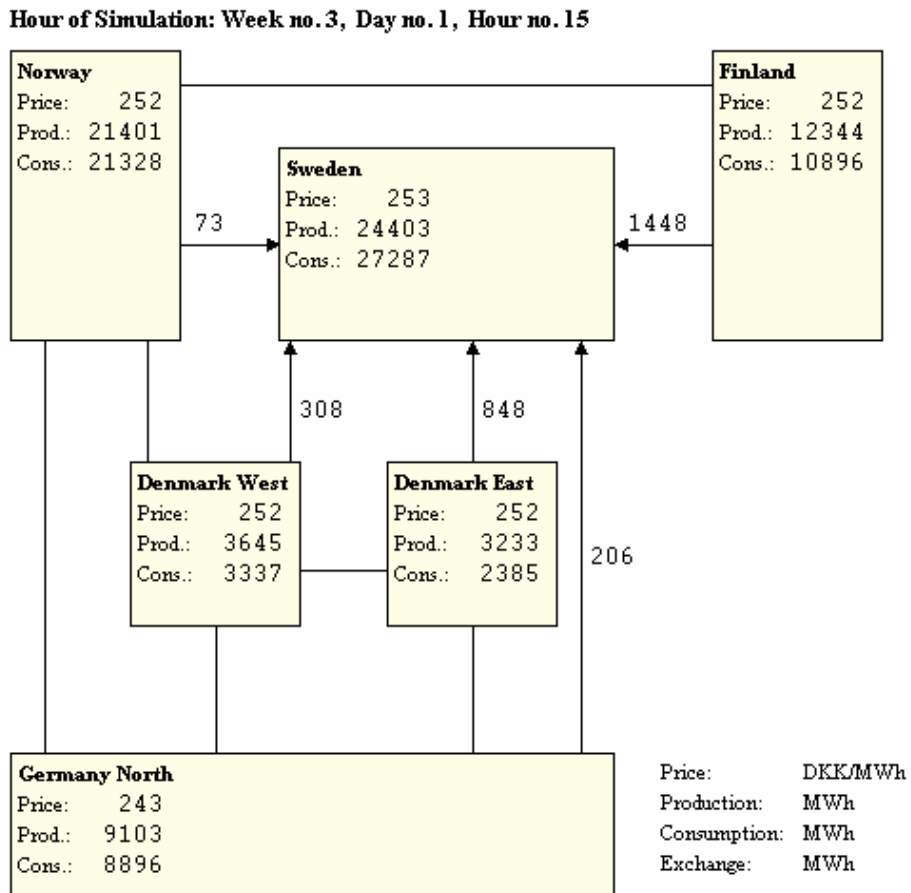 Hour of Simulation: Week no. 3, Day no. 1, Hour no. 15
Norway
Price: 252
Prod.: 21401
Cons.: 21328
Finland
Price: 252
Prod.: 12344
Cons.: 10896
Sweden
Price: 253
Prod.: 24403
Cons.: 27287
73
1448
308
848
206
Denmark West
Price: 252
Prod.: 3645
Cons.: 3337
Denmark East
Price: 252
Prod.: 3233
Cons.: 2385
Germany North
Price: 243
Prod.: 9103
Cons.: 8896
Price: DKK/MWh
Production: MWh
Consumption: MWh
Exchange: MWh